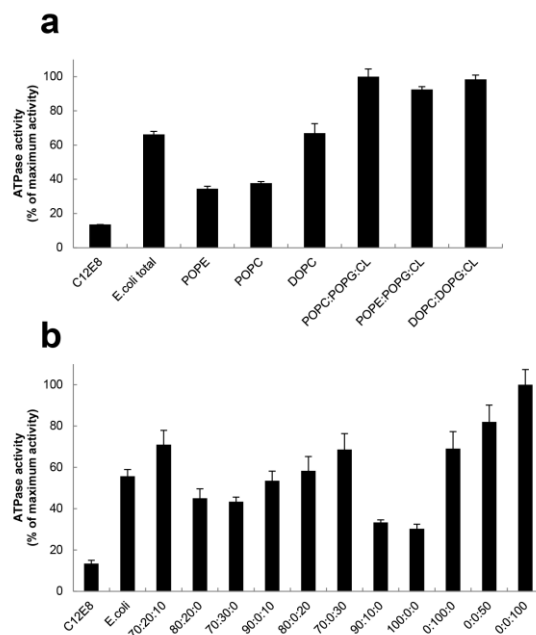 a
ATPase activity
(% of maximum activity)
100
80
60
40
20
0
C12E8
E.coli total
POPE
POPC
DOPC
POPC:POPG:CL
POPE:POPG:CL
DOPC:DOPG:CL
b
ATPase activity
(% of maximum activity)
100
80
60
40
20
0
C12E8
E.coli
70:20:10
80:20:0
70:30:0
90:0:10
80:0:20
70:0:30
90:10:0
100:0:0
0:100:0
0:0:50
0:0:100